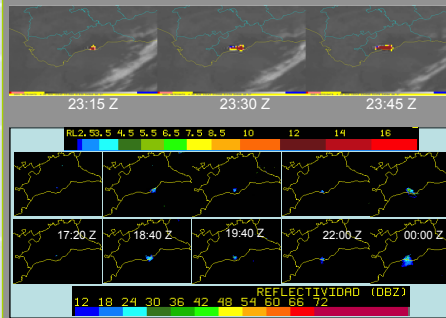 23:15 Z 23:30 Z 23:45 Z
RL2.53.5 4.5 5.5 6.5 7.5 8.5 10 12 14 16
17:20 Z 18:40 Z 19:40 Z 22:00 Z 00:00 Z
REFLECTIVIDAD (DBZ)
12 18 24 30 36 42 48 54 60 66 72